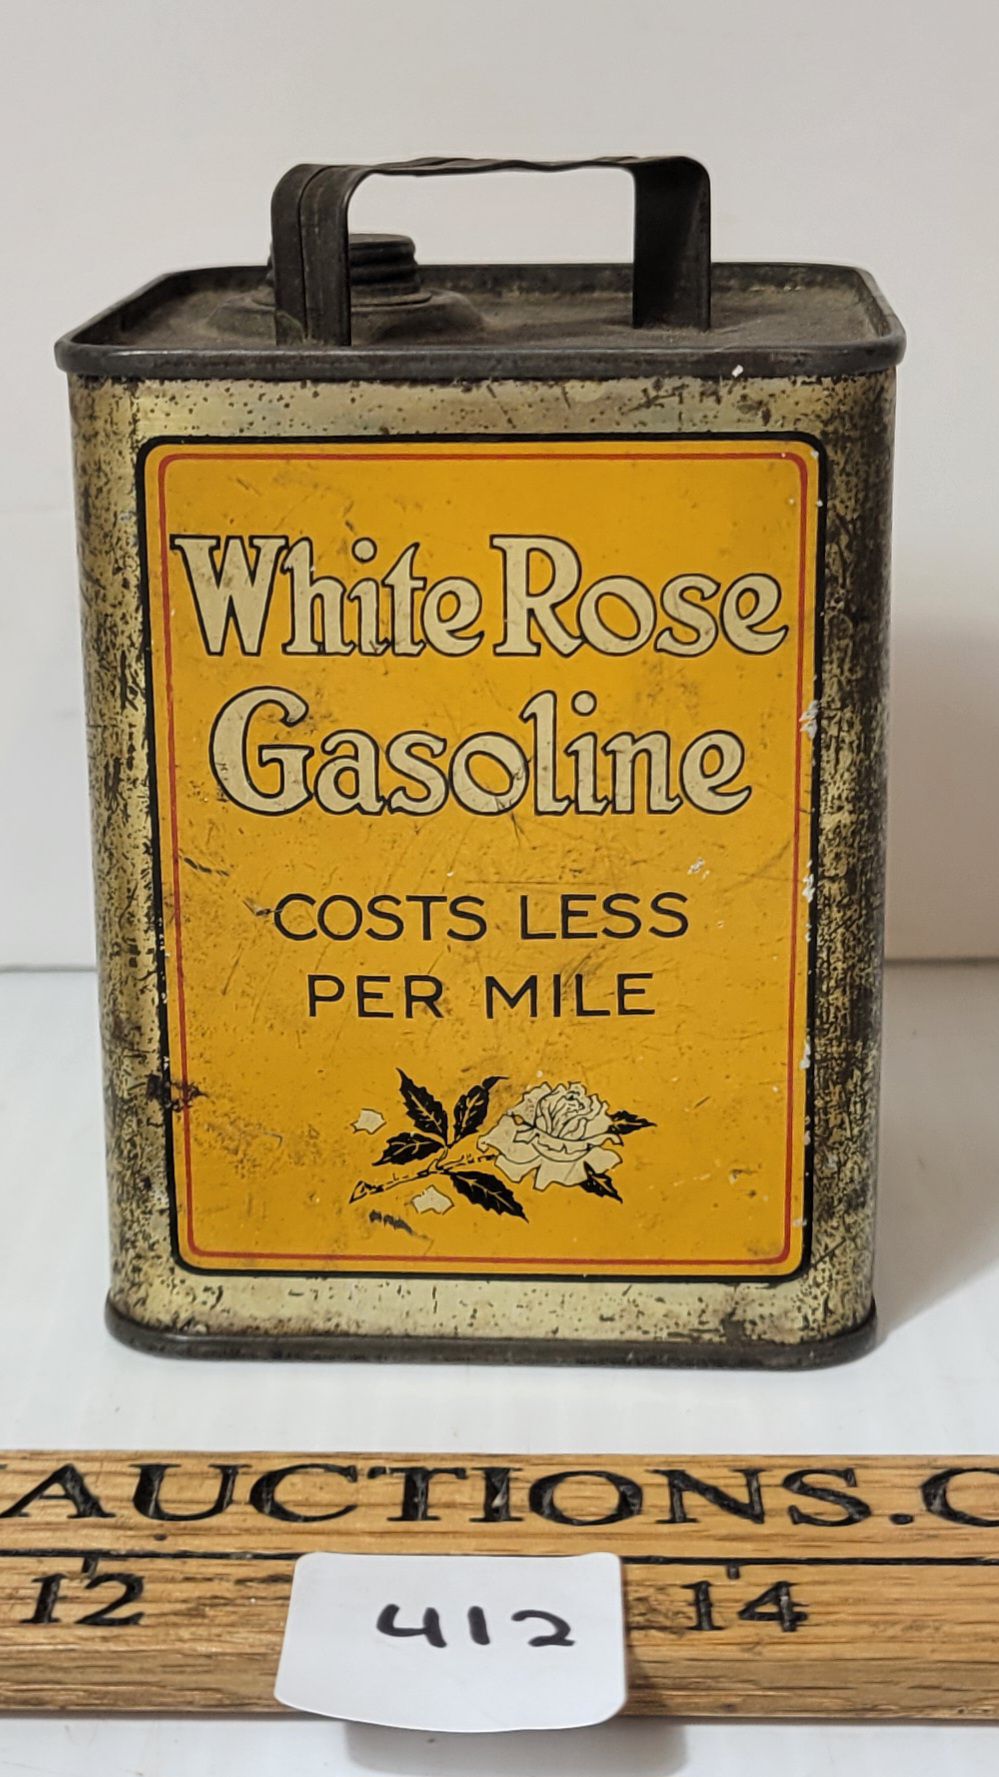 White Rose
Gasoline
COSTS LESS
PER MILE
AUCTIONS.C
12 14
412